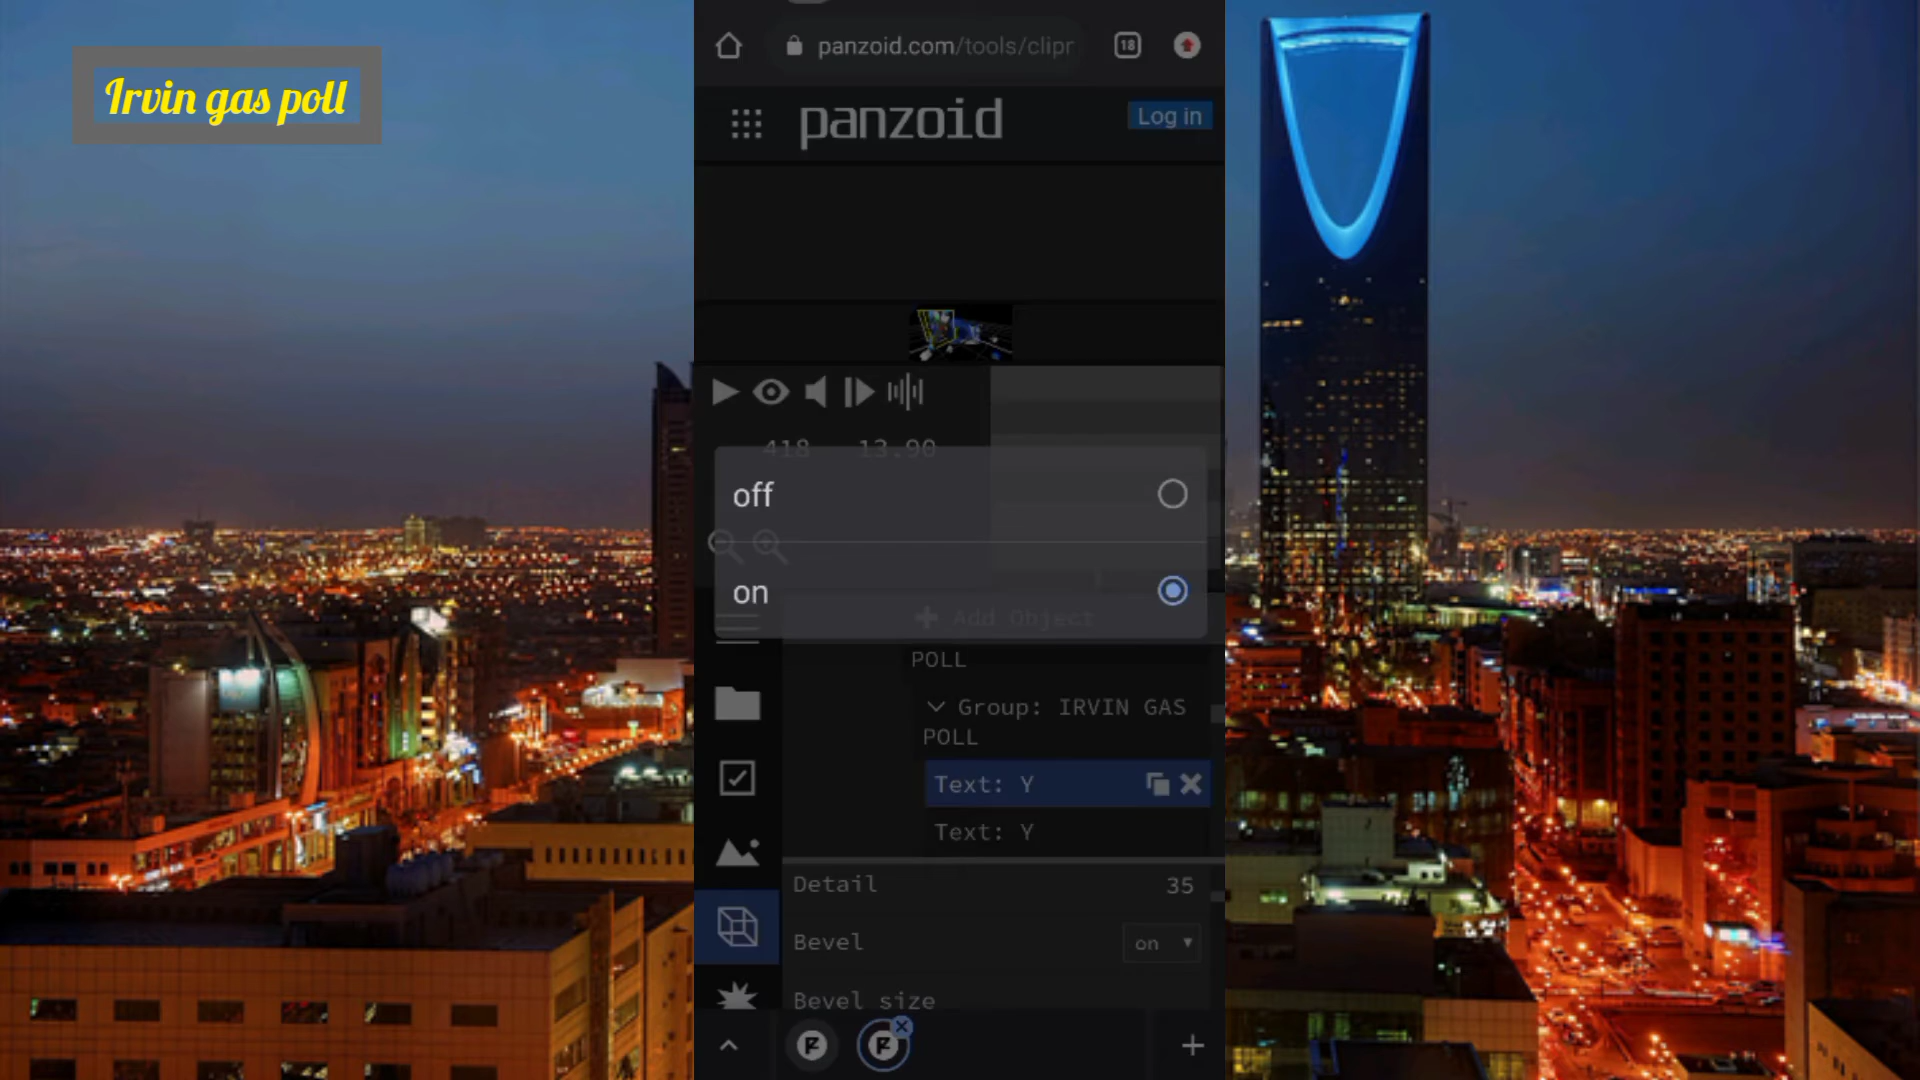 Irvin gas poll
panzoid.com/tools/clipr
18
panzoid
Log in
418 13.90
off
on
Add Object
POLL
Group: IRVIN GAS
POLL
Text: Y
Text: Y
Detail 35
Bevel on
Bevel size